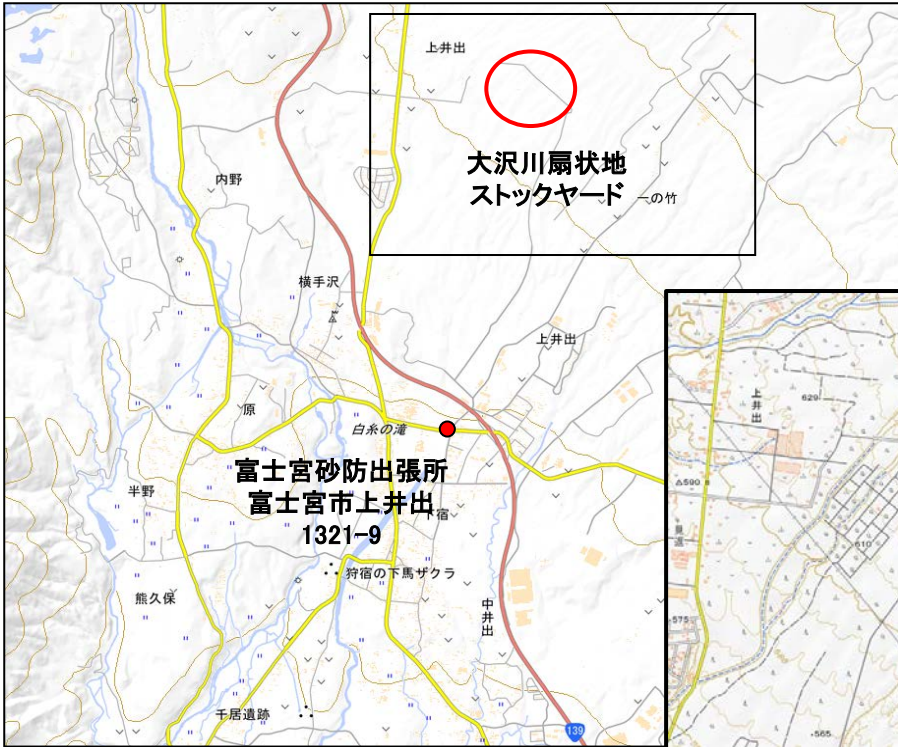 上井出
大沢川扇状地
ストックヤード
一の竹
内野
横手沢
上井出
原
白糸の滝
富士宮砂防出張所
富士宮市上井出
1321-9
半野
下宿
狩宿の下馬ザクラ
熊久保
中井出
千居遺跡
139
上井出
629
590
610
575
565